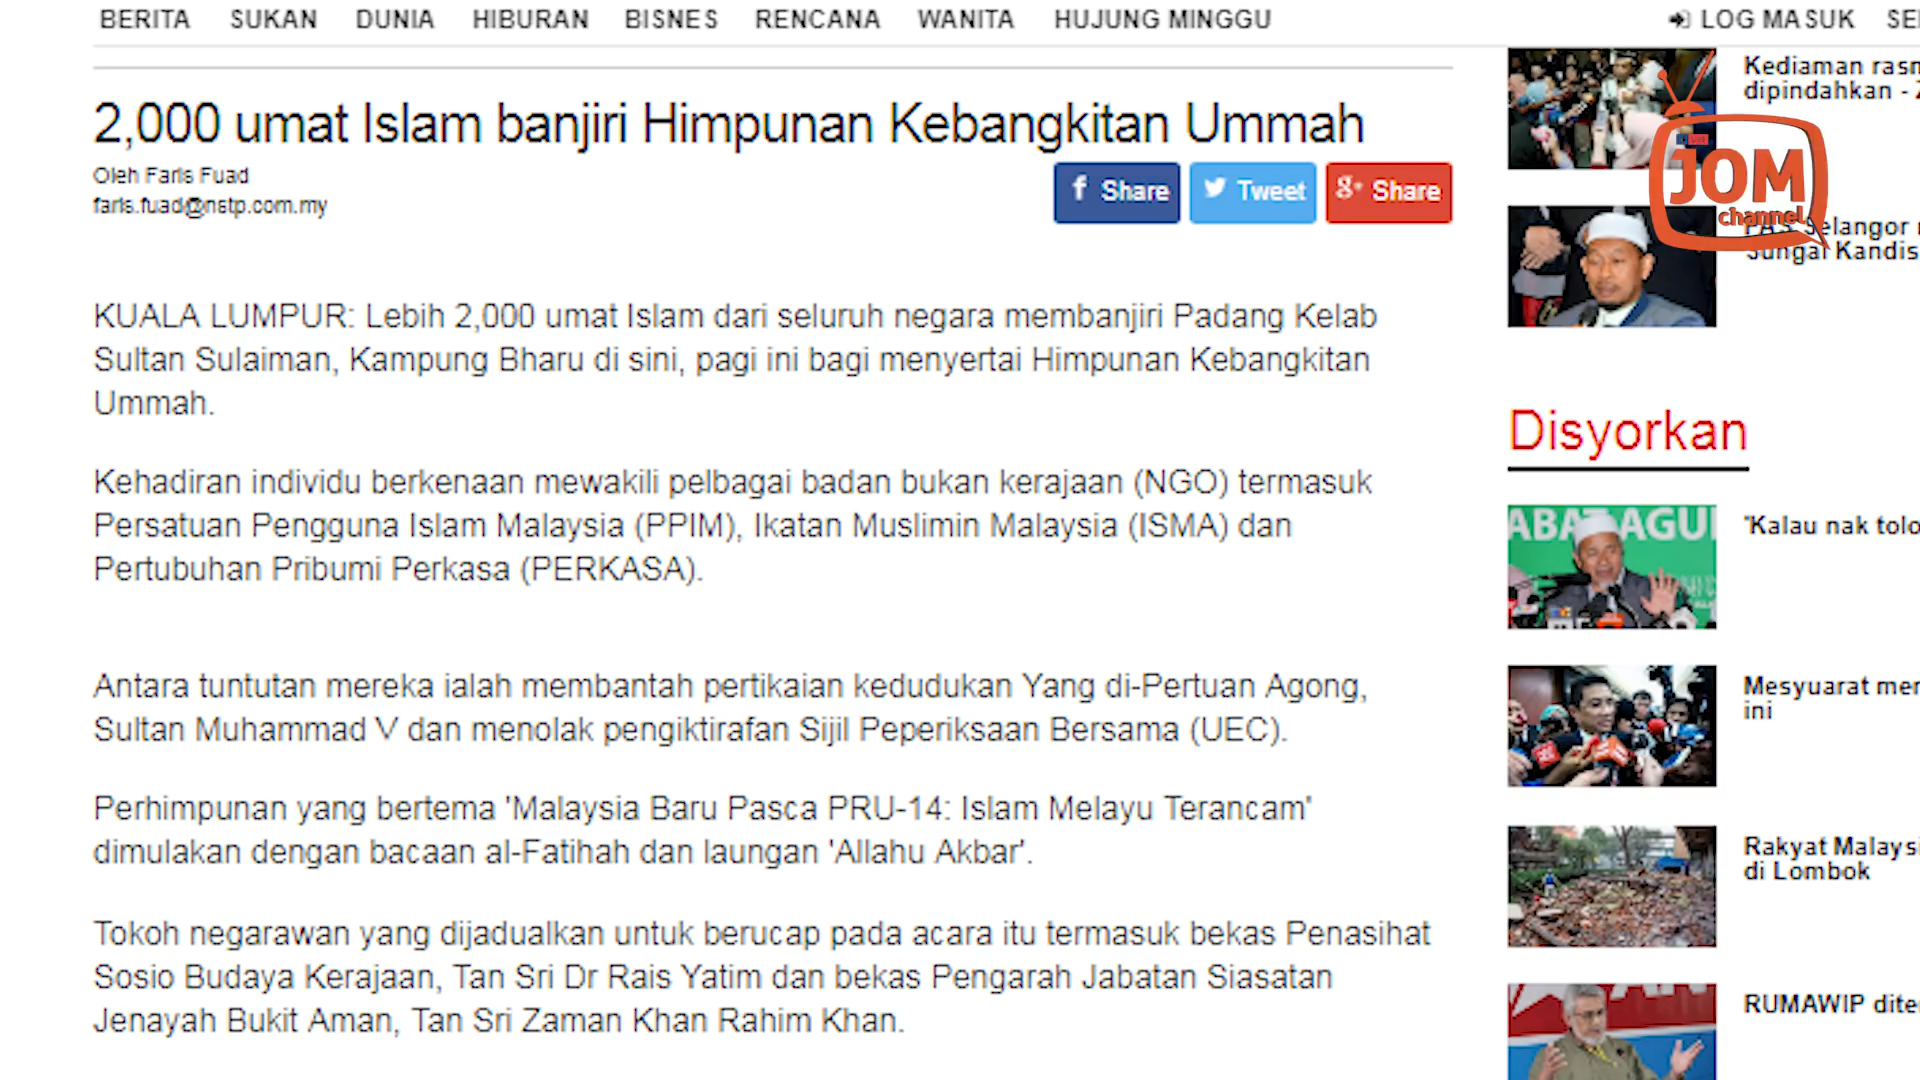 BERITA SUKAN DUNIA HIBURAN BISNES RENCANA WANITA HUJUNG MINGGU LOG MASUK
2,000 umat Islam banjiri Himpunan Kebangkitan Ummah
Oleh Faris Fuad
faris.fuad@nstp.com.my
Share Tweet Share
KUALA LUMPUR: Lebih 2,000 umat Islam dari seluruh negara membanjiri Padang Kelab
Sultan Sulaiman, Kampung Bharu di sini, pagi ini bagi menyertai Himpunan Kebangkitan
Ummah.
Kehadiran individu berkenaan mewakili pelbagai badan bukan kerajaan (NGO) termasuk
Persatuan Pengguna Islam Malaysia (PPIM), Ikatan Muslimin Malaysia (ISMA) dan
Pertubuhan Pribumi Perkasa (PERKASA).
Antara tuntutan mereka ialah membantah pertikaian kedudukan Yang di-Pertuan Agong,
Sultan Muhammad V dan menolak pengiktirafan Sijil Peperiksaan Bersama (UEC).
Perhimpunan yang bertema 'Malaysia Baru Pasca PRU-14: Islam Melayu Terancam'
dimulakan dengan bacaan al-Fatihah dan laungan 'Allahu Akbar'.
Tokoh negarawan yang dijadualkan untuk berucap pada acara itu termasuk bekas Penasihat
Sosio Budaya Kerajaan, Tan Sri Dr Rais Yatim dan bekas Pengarah Jabatan Siasatan
Jenayah Bukit Aman, Tan Sri Zaman Khan Rahim Khan.
Kediaman
dipindahkan -
JOM
channel
PAS Selangor
Sungai Kandis
Disyorkan
"Kalau nak
Mesyuarat
ini
Rakyat
di Lombok
RUMAWIP